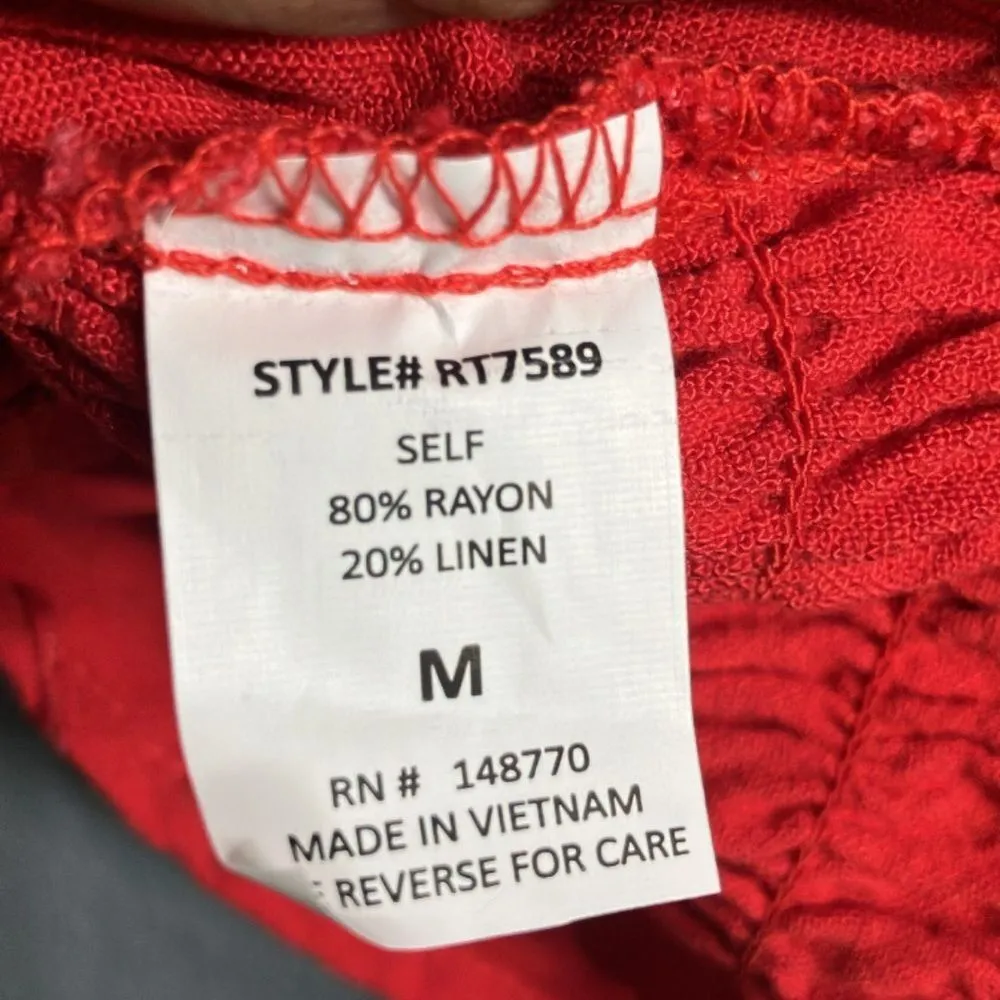 STYLE# RT7589
SELF
80% RAYON
20% LINEN
M
RN # 148770
MADE IN VIETNAM
REVERSE FOR CARE